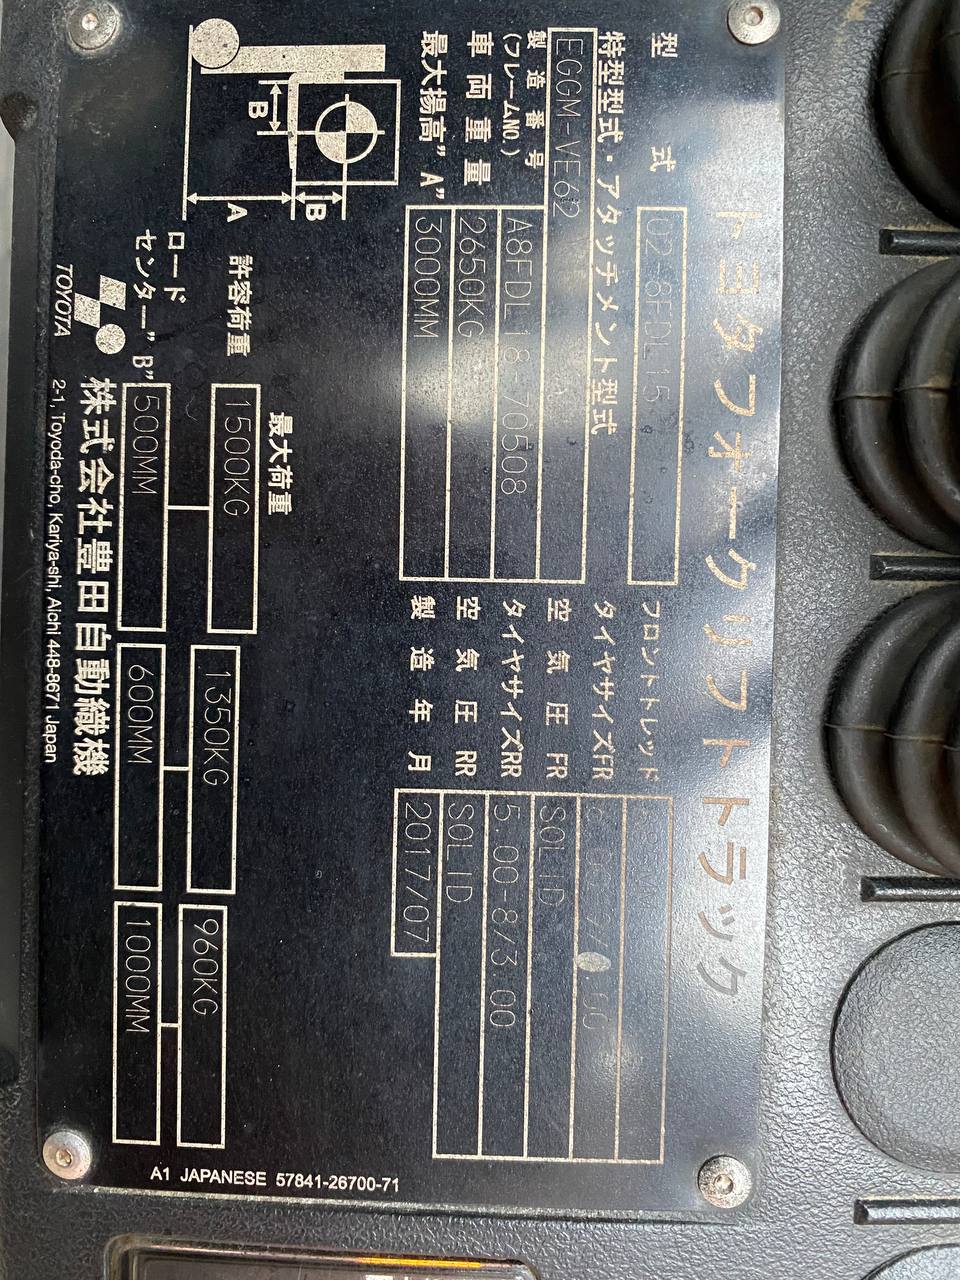 トヨタフオークリフトトラック
型式 02-8FDL15
特型型式・アタッチメント型式
EGGM-VE62
製造番号
(フレームNO.) A8FDL18-70508
車両重量 2650KG
最大揚高"A" 3000MM
フロントトレッド
タイヤサイズFR
空気圧 FR SOLID
タイヤサイズRR 5.00-8/3.00
空気圧 RR SOLID
製造年月 2017/07
最大荷重
許容荷重 1500KG 1350KG 960KG
ロード
センター"B" 500MM 600MM 1000MM
A
B
B
TOYOTA
株式会社豊田自動織機
2-1, Toyoda-cho, Kariya-shi, Aichi 448-8671 Japan
A1 JAPANESE 57841-26700-71